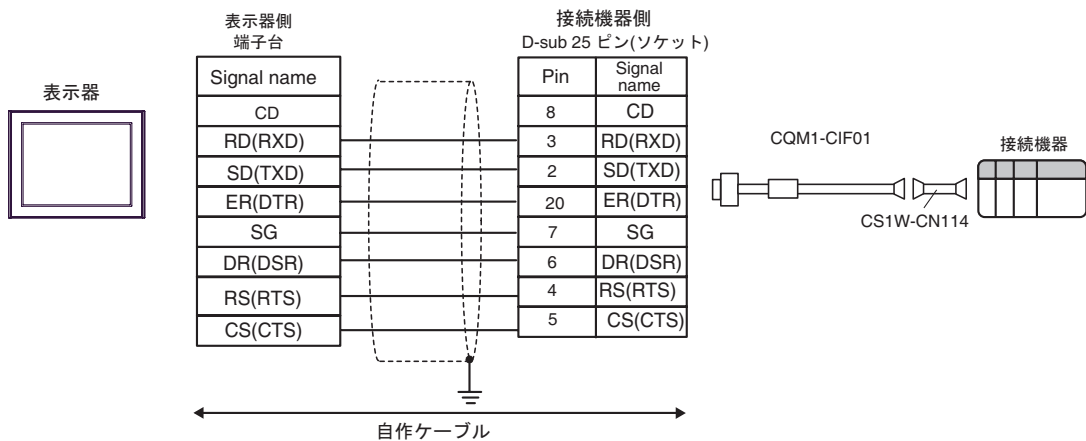 表示器
表示器側
端子台
Signal name
CD
RD(RXD)
SD(TXD)
ER(DTR)
SG
DR(DSR)
RS(RTS)
CS(CTS)
接続機器側
D-sub 25 ピン(ソケット)
Pin Signal name
8 CD
3 RD(RXD)
2 SD(TXD)
20 ER(DTR)
7 SG
6 DR(DSR)
4 RS(RTS)
5 CS(CTS)
自作ケーブル
CQM1-CIF01
CS1W-CN114
接続機器